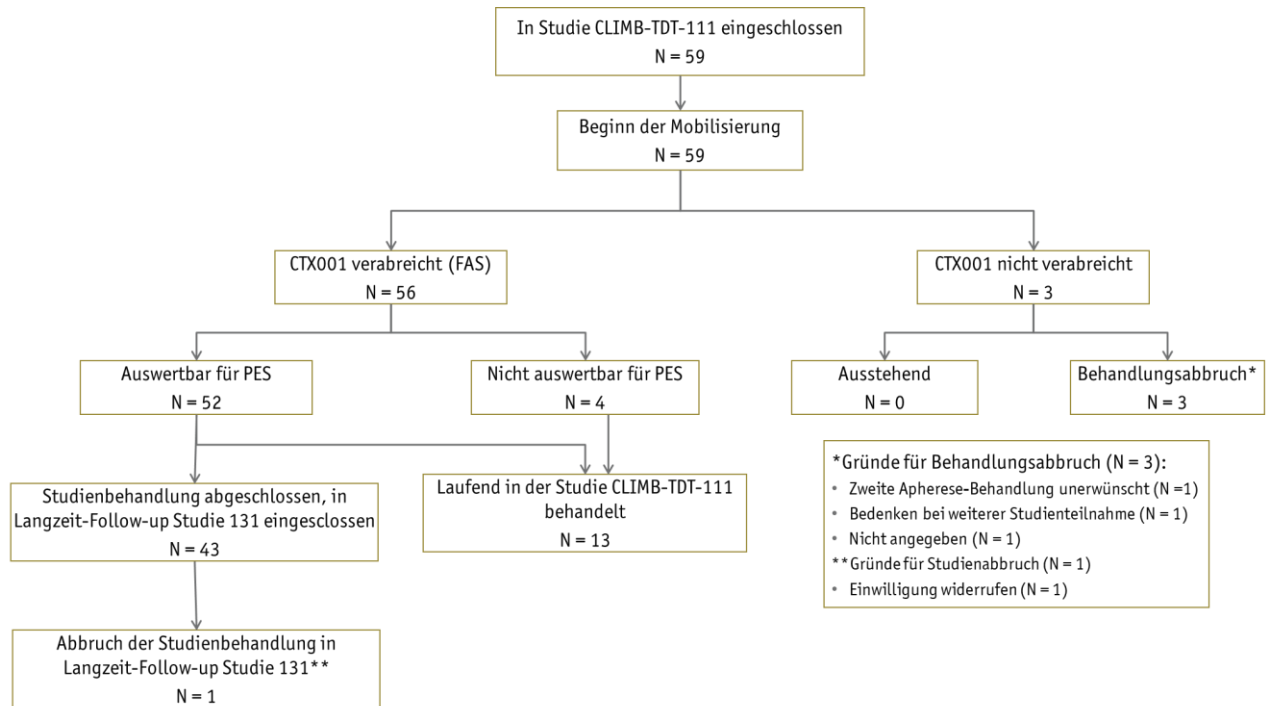 In Studie CLIMB-TDT-111 eingeschlossen
N = 59
Beginn der Mobilisierung
N = 59
CTX001 verabreicht (FAS)
N = 56
CTX001 nicht verabreicht
N = 3
Auswertbar für PES
N = 52
Nicht auswertbar für PES
N = 4
Ausstehend
N = 0
Behandlungsabbruch*
N = 3
Studienbehandlung abgeschlossen, in
Langzeit-Follow-up Studie 131 eingesclossen
N = 43
Laufend in der Studie CLIMB-TDT-111
behandelt
N = 13
*Gründe für Behandlungsabbruch (N = 3):
• Zweite Apherese-Behandlung unerwünscht (N =1)
• Bedenken bei weiterer Studienteilnahme (N = 1)
• Nicht angegeben (N = 1)
**Gründe für Studienabbruch (N = 1)
• Einwilligung widerrufen (N = 1)
Abbruch der Studienbehandlung in
Langzeit-Follow-up Studie 131**
N = 1